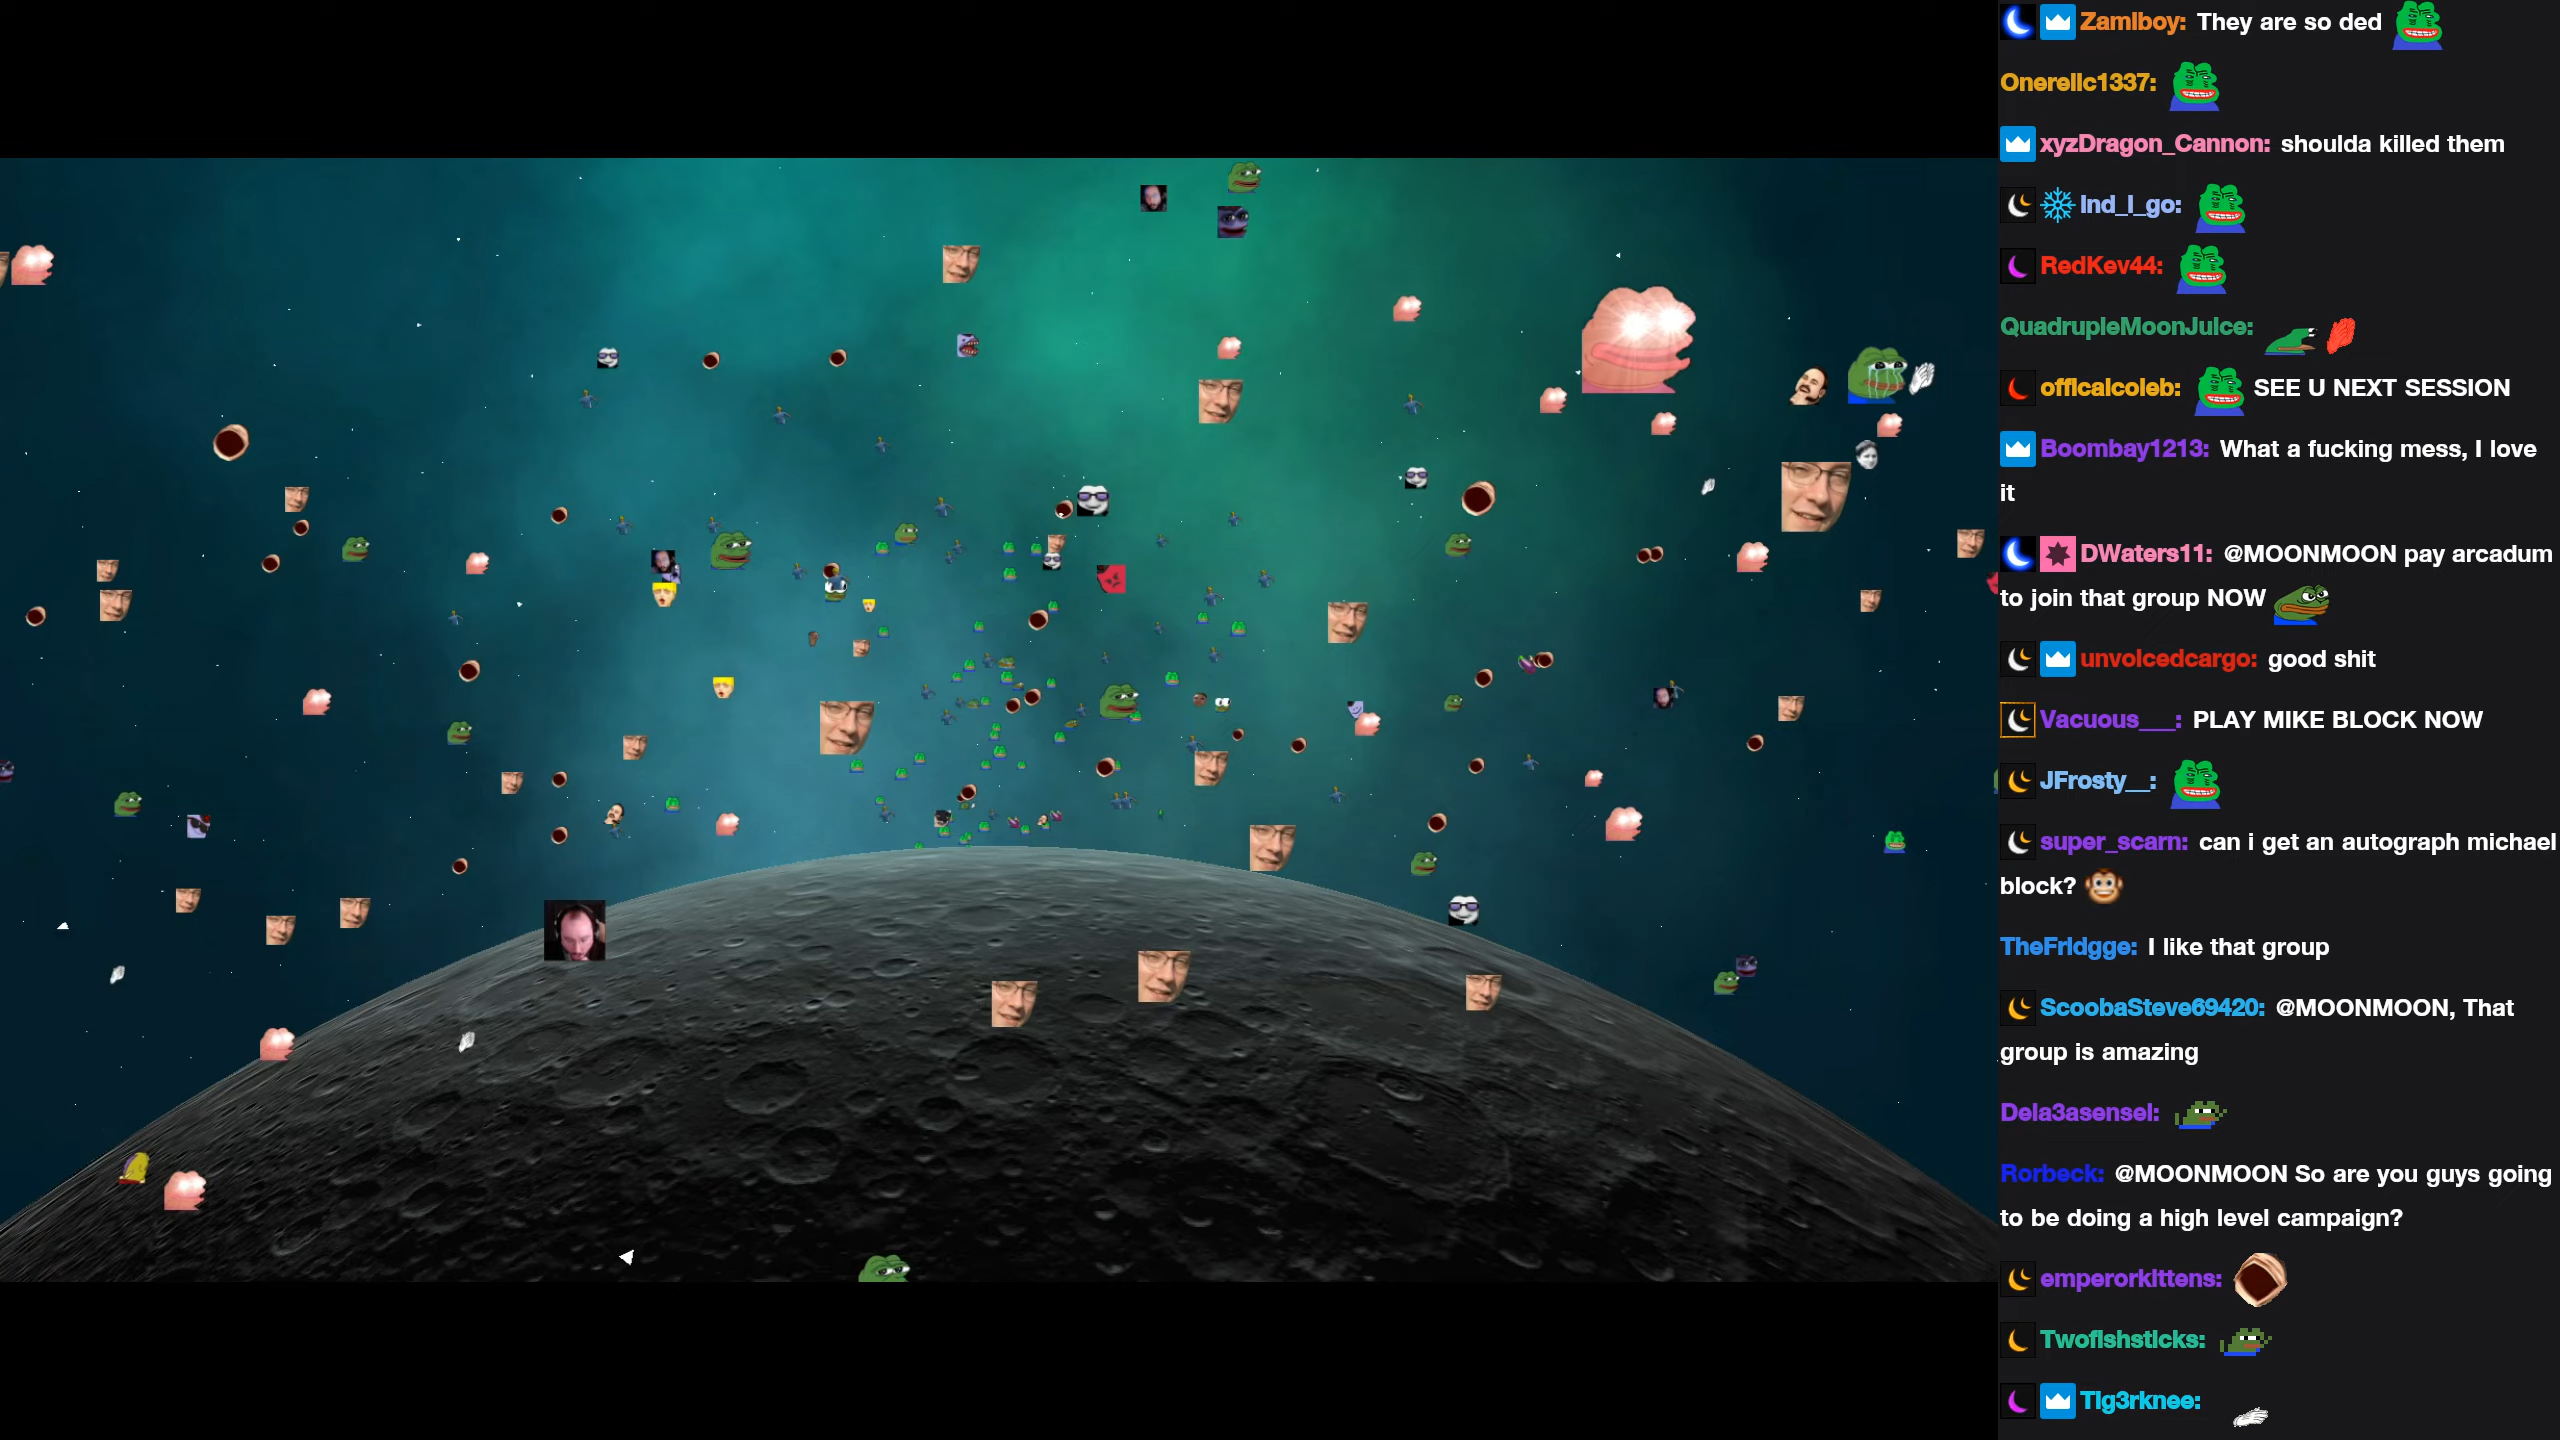 Zamlboy: They are so ded
Onerelic1337:
xyzDragon_Cannon: shoulda killed them
Ind_I_go:
RedKev44:
QuadrupleMoonJuice:
officalcoleb: SEE U NEXT SESSION
Boombay1213: What a fucking mess, I love
it
DWaters11: @MOONMOON pay arcadum
to join that group NOW
unvoicedcargo: good shit
Vacuous___: PLAY MIKE BLOCK NOW
JFrosty__:
super_scarn: can i get an autograph michael
block?
TheFridgge: I like that group
ScoobaSteve69420: @MOONMOON, That
group is amazing
Dela3asensei:
Rorbeck: @MOONMOON So are you guys going
to be doing a high level campaign?
emperorkittens:
Twofishsticks:
Tig3rknee: